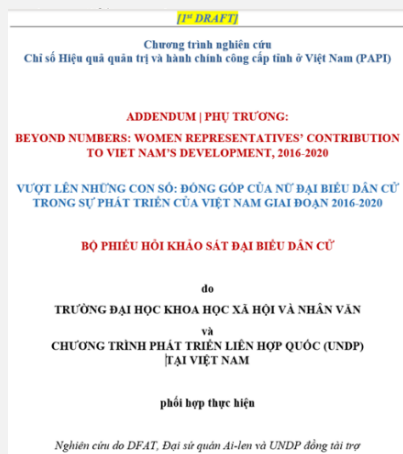 [1st DRAFT]
Chương trình nghiên cứu
Chỉ số Hiệu quả quản trị và hành chính công cấp tỉnh ở Việt Nam (PAPI)
ADDENDUM | PHỤ TRƯƠNG:
BEYOND NUMBERS: WOMEN REPRESENTATIVES’ CONTRIBUTION
TO VIET NAM’S DEVELOPMENT, 2016-2020
VƯỢT LÊN NHỮNG CON SỐ: ĐÓNG GÓP CỦA NỮ ĐẠI BIỂU DÂN CỬ
TRONG SỰ PHÁT TRIỂN CỦA VIỆT NAM GIAI ĐOẠN 2016-2020
BỘ PHIẾU HỎI KHẢO SÁT ĐẠI BIỂU DÂN CỬ
do
TRƯỜNG ĐẠI HỌC KHOA HỌC XÃ HỘI VÀ NHÂN VĂN
và
CHƯƠNG TRÌNH PHÁT TRIỂN LIÊN HỢP QUỐC (UNDP)
TẠI VIỆT NAM
phối hợp thực hiện
Nghiên cứu do DFAT, Đại sứ quán Ai-len và UNDP đồng tài trợ